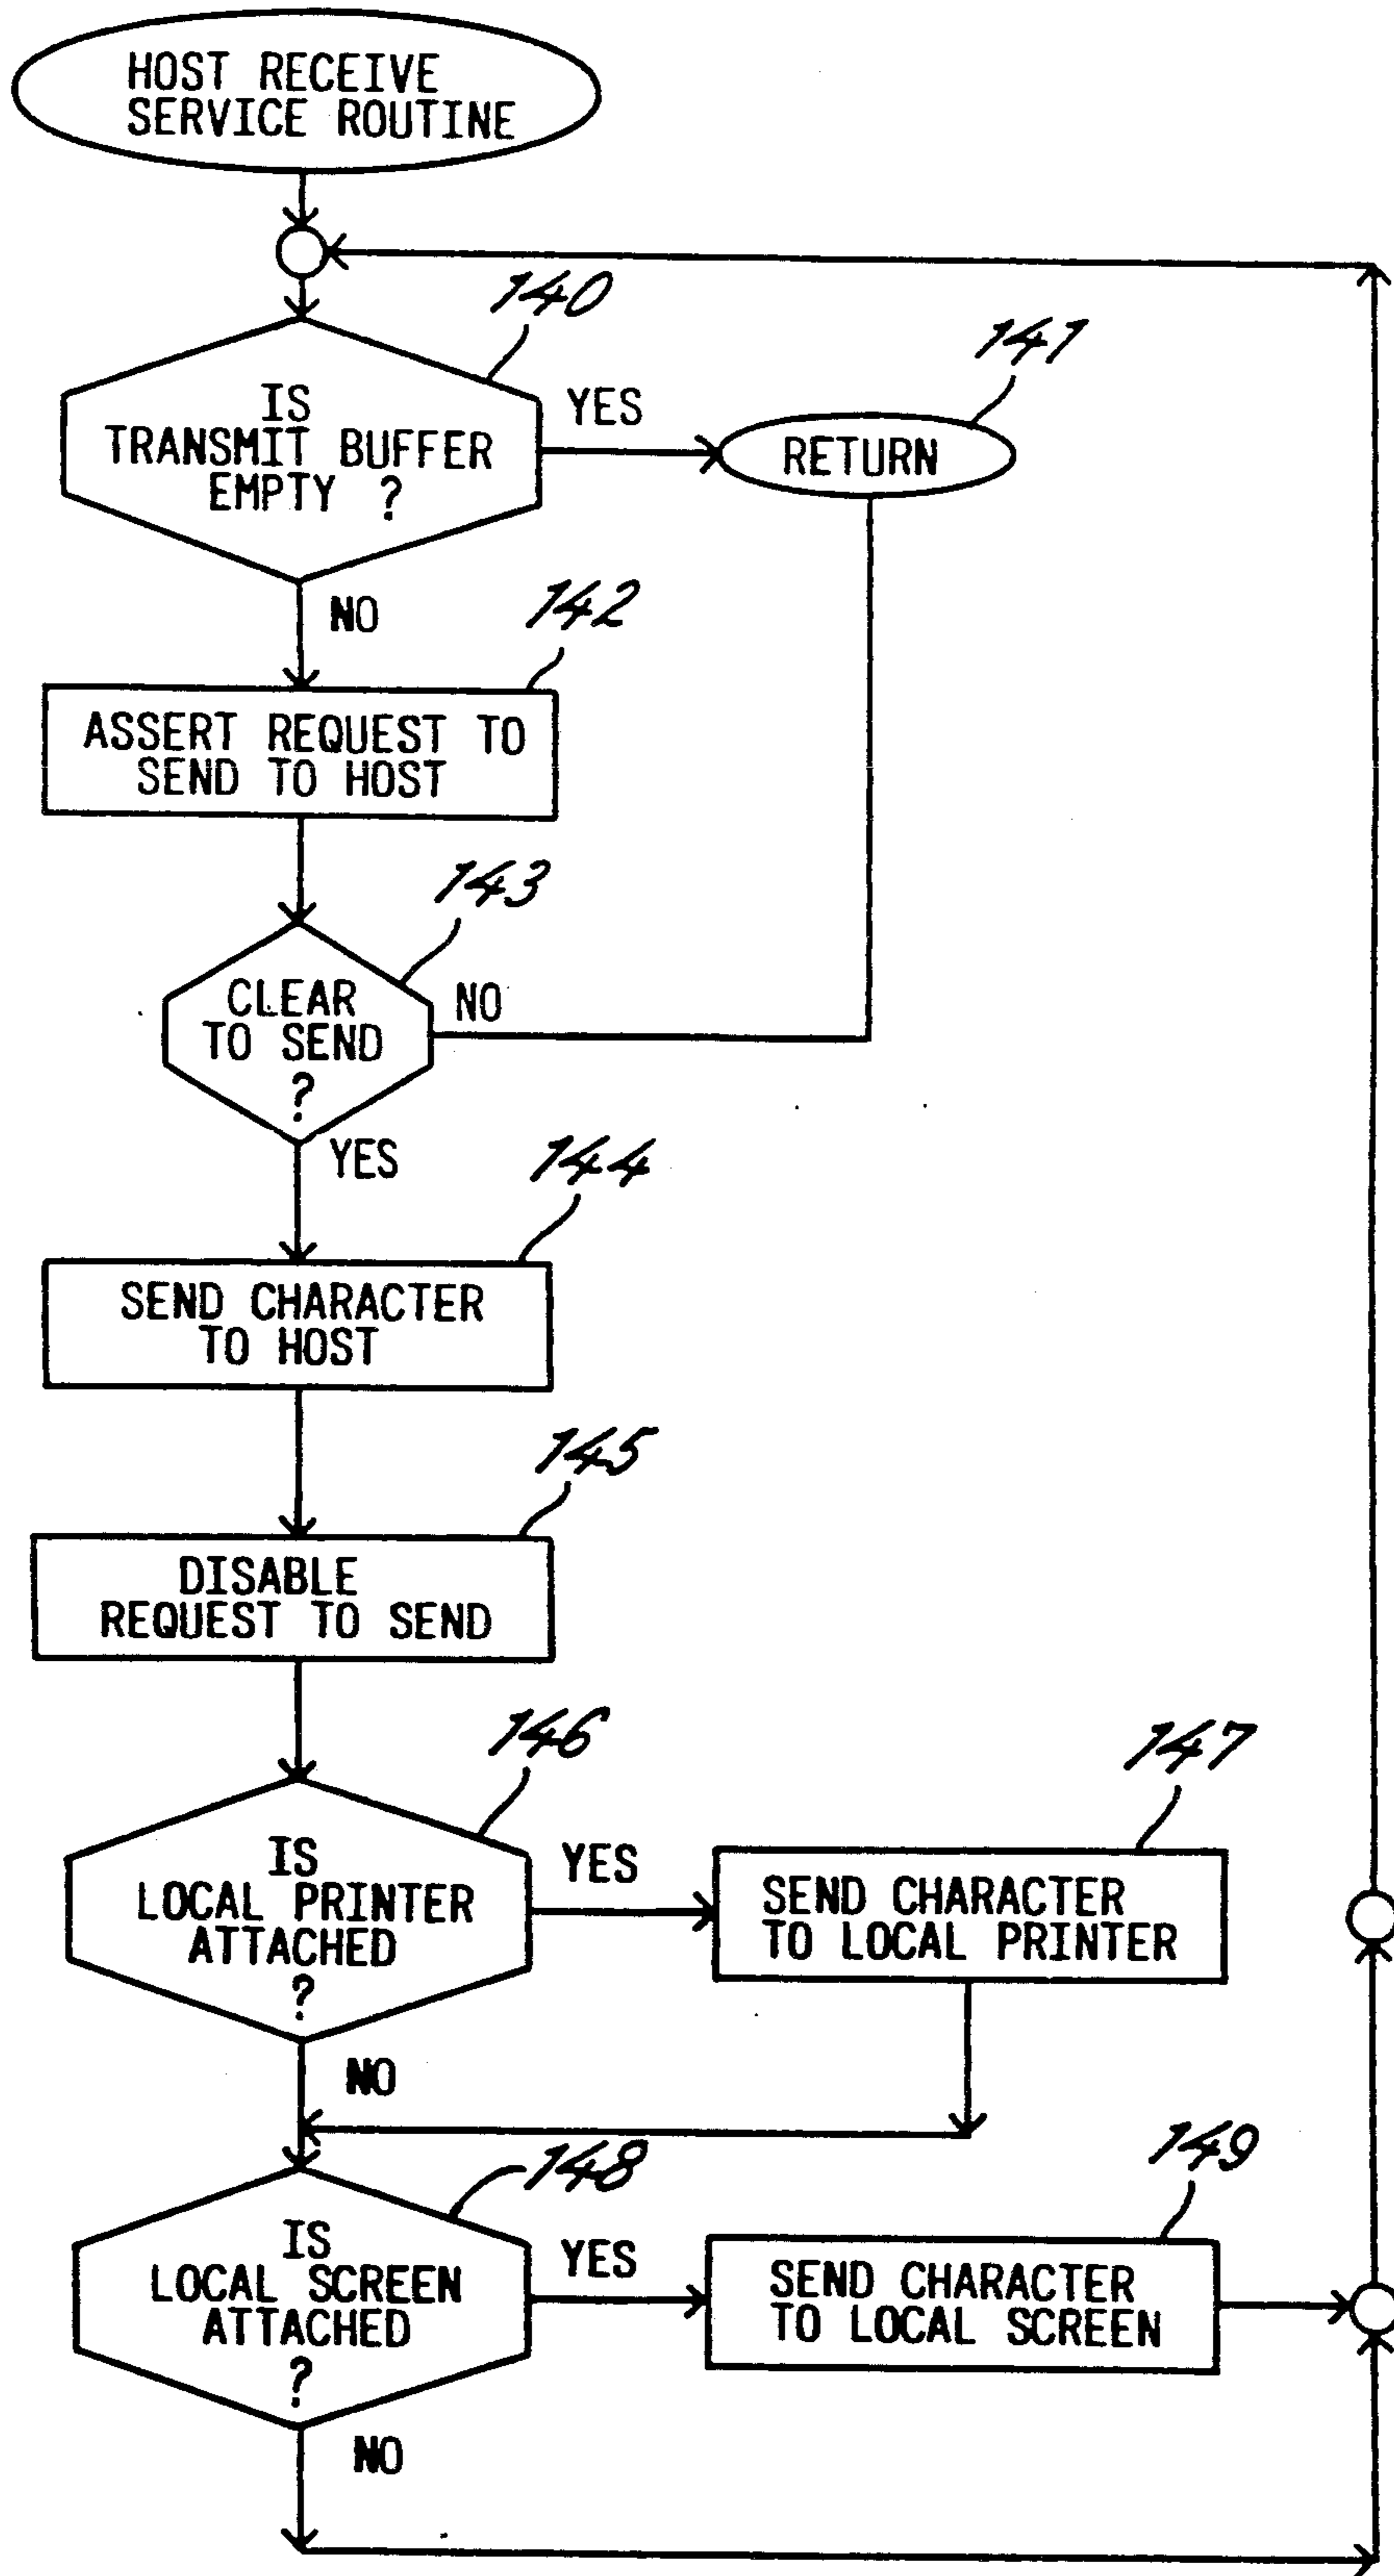 HOST RECEIVE
SERVICE ROUTINE
140
IS
TRANSMIT BUFFER
EMPTY ?
YES
141
RETURN
NO
142
ASSERT REQUEST TO
SEND TO HOST
143
CLEAR
TO SEND
?
NO
YES
144
SEND CHARACTER
TO HOST
145
DISABLE
REQUEST TO SEND
146
IS
LOCAL PRINTER
ATTACHED
?
YES
147
SEND CHARACTER
TO LOCAL PRINTER
NO
148
IS
LOCAL SCREEN
ATTACHED
?
YES
149
SEND CHARACTER
TO LOCAL SCREEN
NO